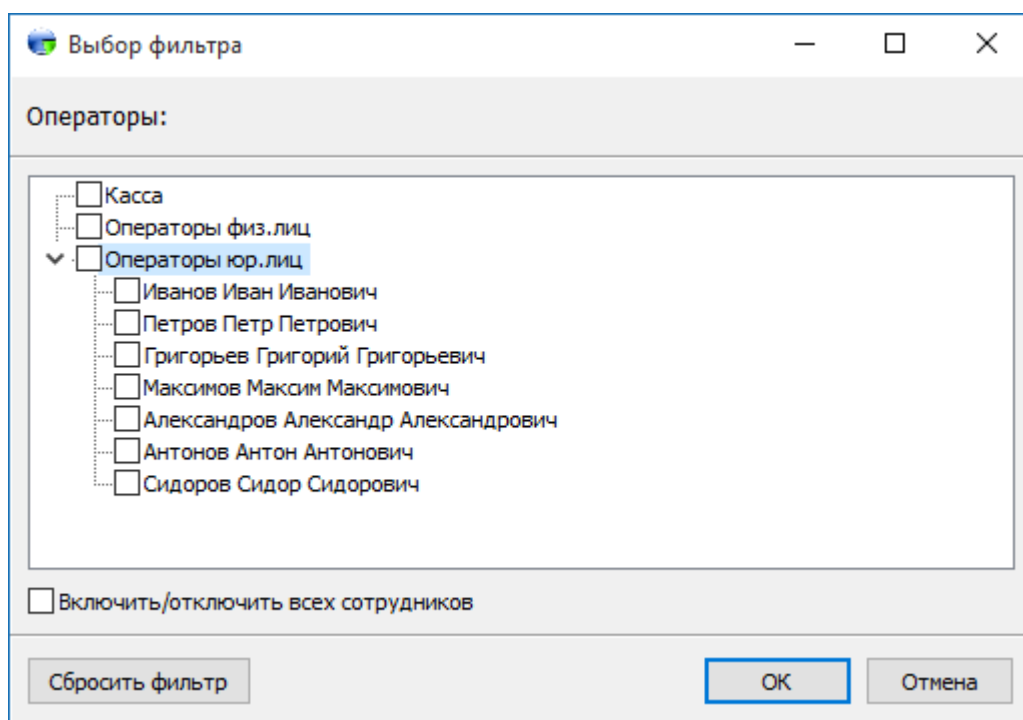 Выбор фильтра
Операторы:
Касса
Операторы физ.лиц
Операторы юр.лиц
Иванов Иван Иванович
Петров Петр Петрович
Григорьев Григорий Григорьевич
Максимов Максим Максимович
Александров Александр Александрович
Антонов Антон Антонович
Сидоров Сидор Сидорович
Включить/отключить всех сотрудников
Сбросить фильтр OK Отмена